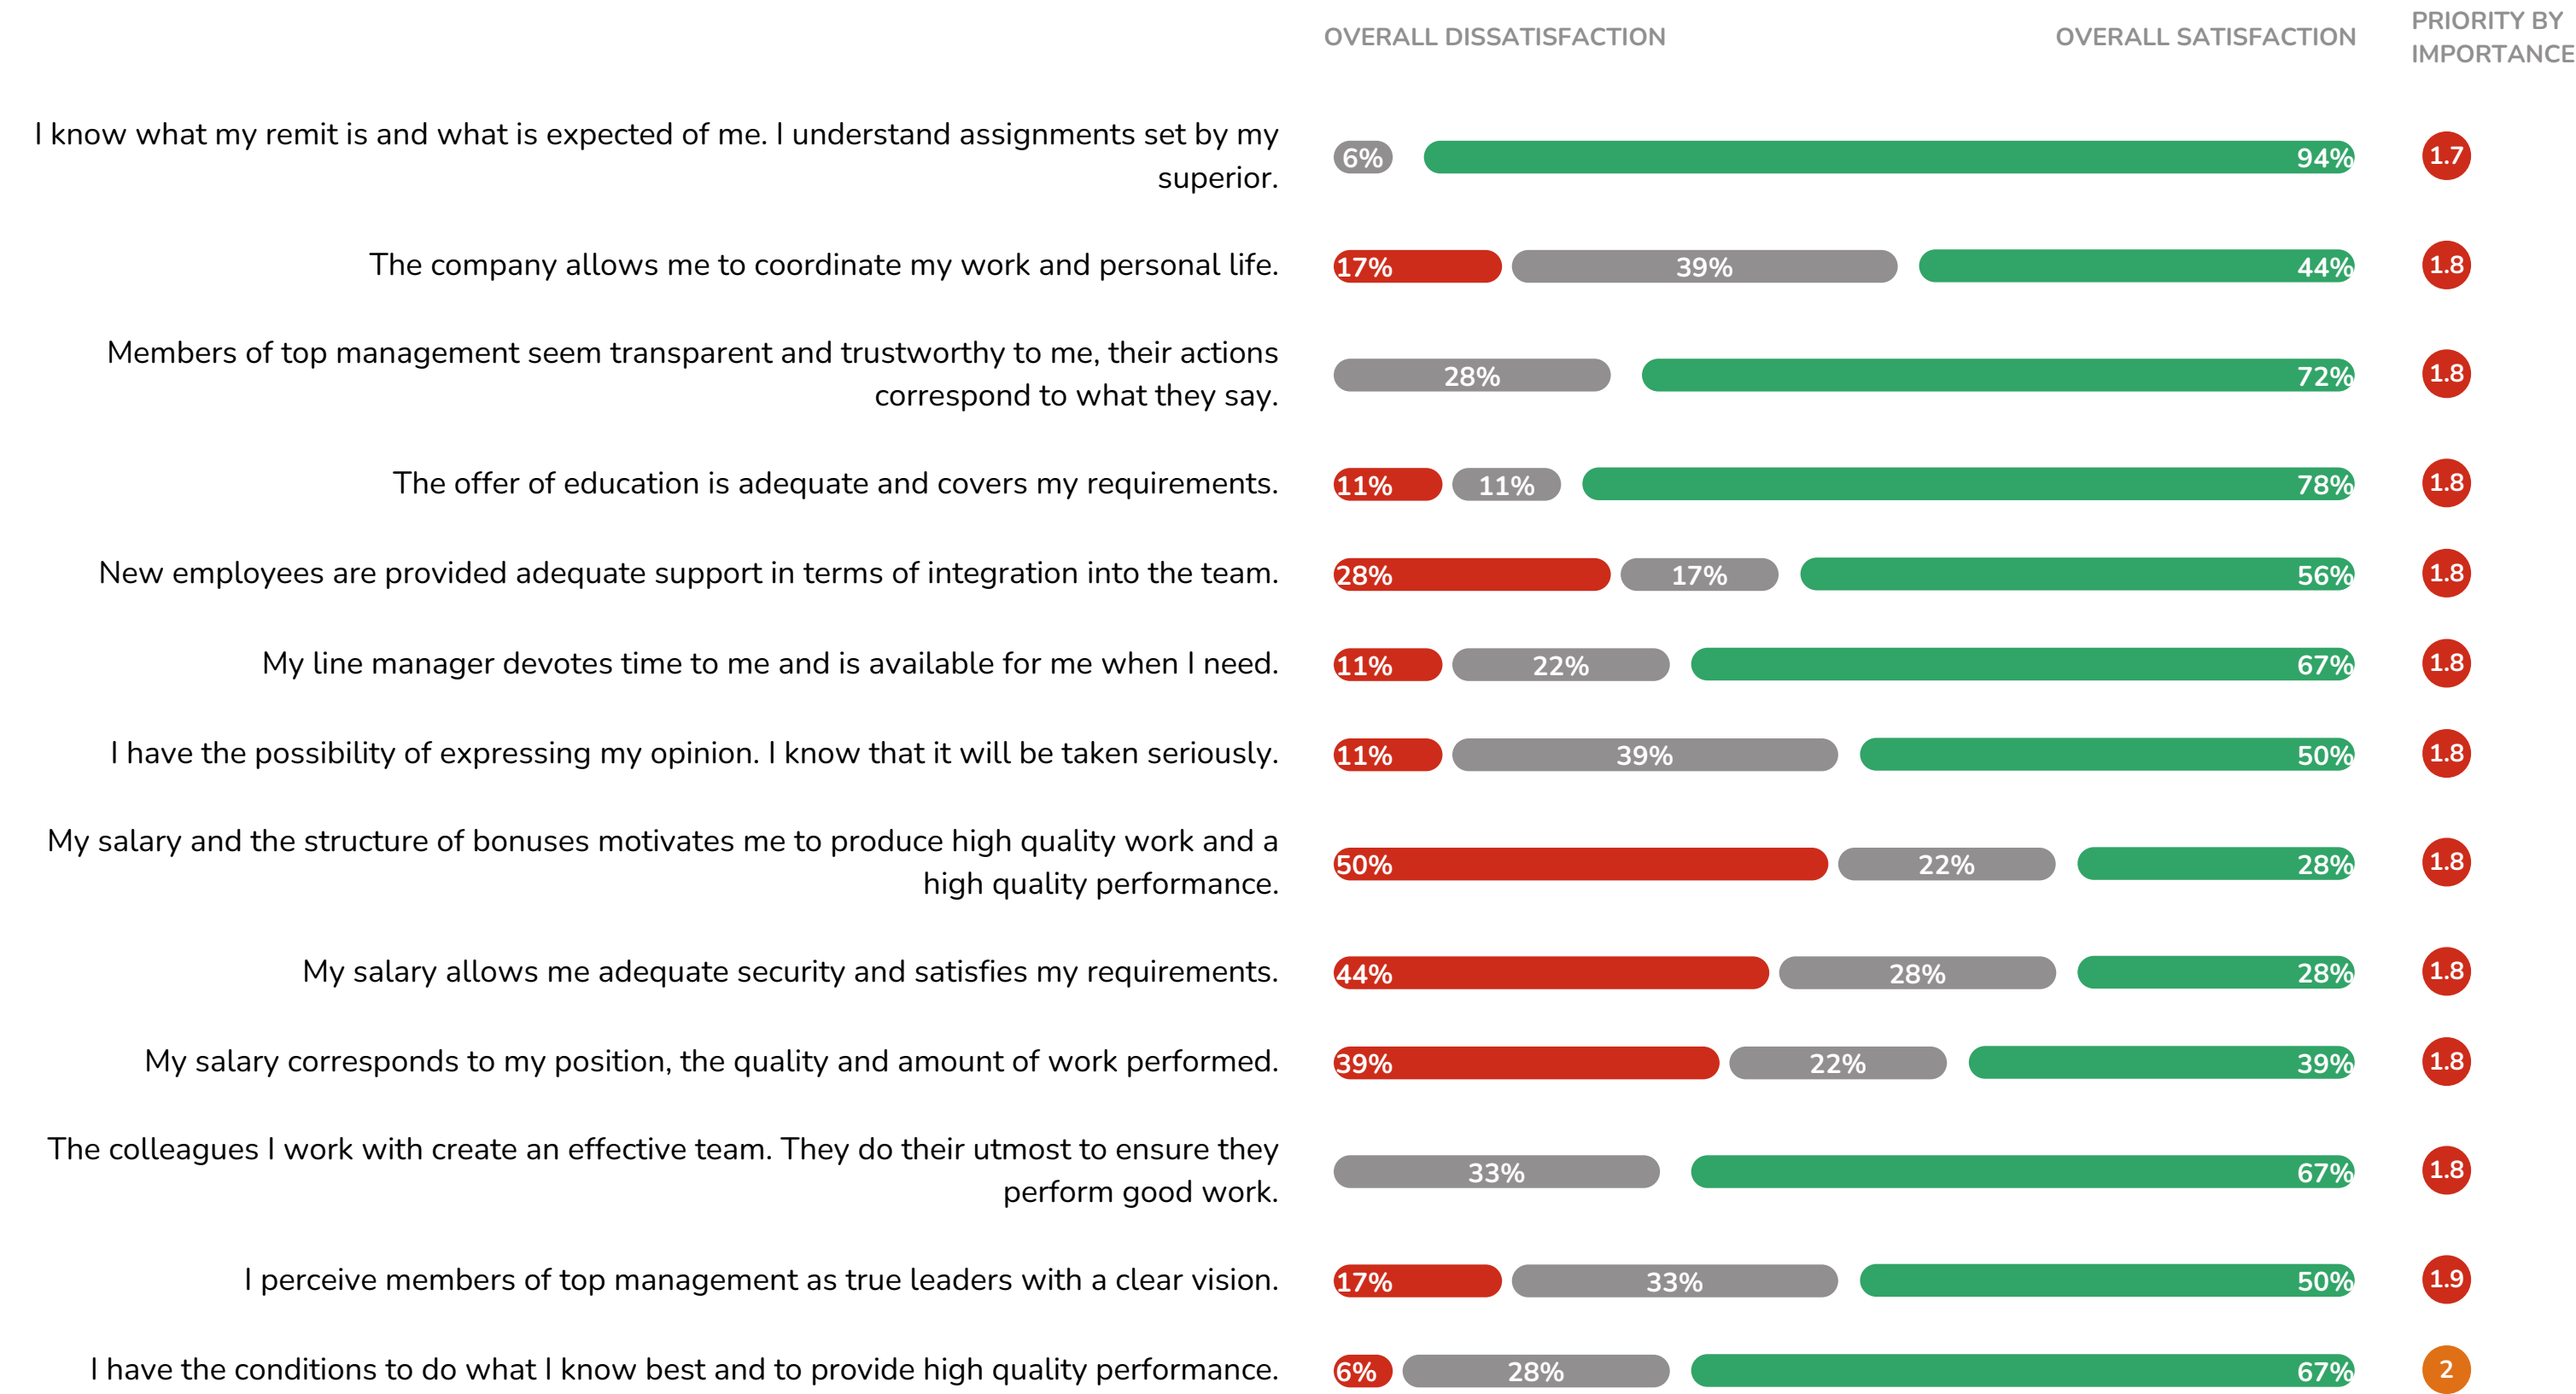 OVERALL DISSATISFACTION OVERALL SATISFACTION PRIORITY BY
IMPORTANCE
I know what my remit is and what is expected of me. I understand assignments set by my
superior.
6% 94% 1.7
The company allows me to coordinate my work and personal life.
17% 39% 44% 1.8
Members of top management seem transparent and trustworthy to me, their actions
correspond to what they say.
28% 72% 1.8
The offer of education is adequate and covers my requirements.
11% 11% 78% 1.8
New employees are provided adequate support in terms of integration into the team.
28% 17% 56% 1.8
My line manager devotes time to me and is available for me when I need.
11% 22% 67% 1.8
I have the possibility of expressing my opinion. I know that it will be taken seriously.
11% 39% 50% 1.8
My salary and the structure of bonuses motivates me to produce high quality work and a
high quality performance.
50% 22% 28% 1.8
My salary allows me adequate security and satisfies my requirements.
44% 28% 28% 1.8
My salary corresponds to my position, the quality and amount of work performed.
39% 22% 39% 1.8
The colleagues I work with create an effective team. They do their utmost to ensure they
perform good work.
33% 67% 1.8
I perceive members of top management as true leaders with a clear vision.
17% 33% 50% 1.9
I have the conditions to do what I know best and to provide high quality performance.
6% 28% 67% 2